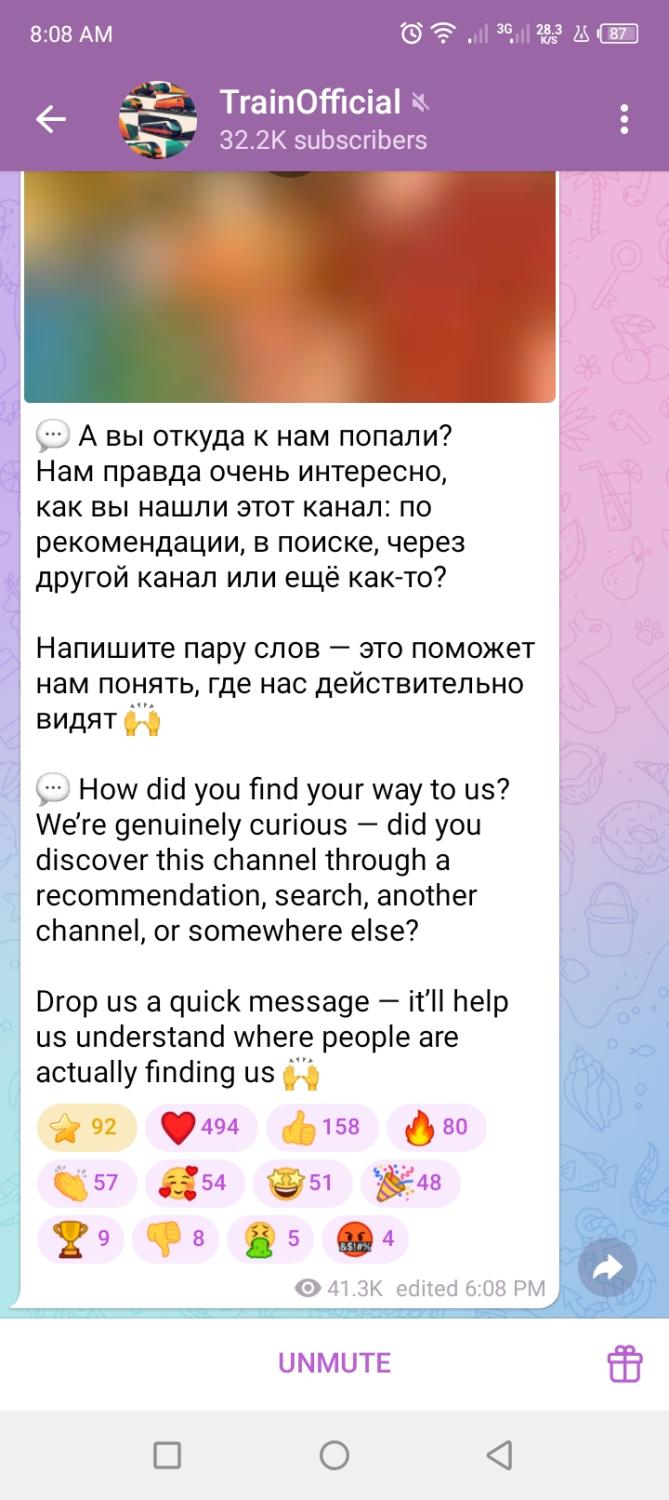 8:08 AM
3G
28.3
K/S
87
TrainOfficial
32.2K subscribers
А вы откуда к нам попали?
Нам правда очень интересно,
как вы нашли этот канал: по
рекомендации, в поиске, через
другой канал или ещё как-то?
Напишите пару слов — это поможет
нам понять, где нас действительно
видят 🙌
How did you find your way to us?
We’re genuinely curious — did you
discover this channel through a
recommendation, search, another
channel, or somewhere else?
Drop us a quick message — it’ll help
us understand where people are
actually finding us 🙌
92 494 158 80
57 54 51 48
9 8 5 &$!#% 4
41.3K edited 6:08 PM
UNMUTE